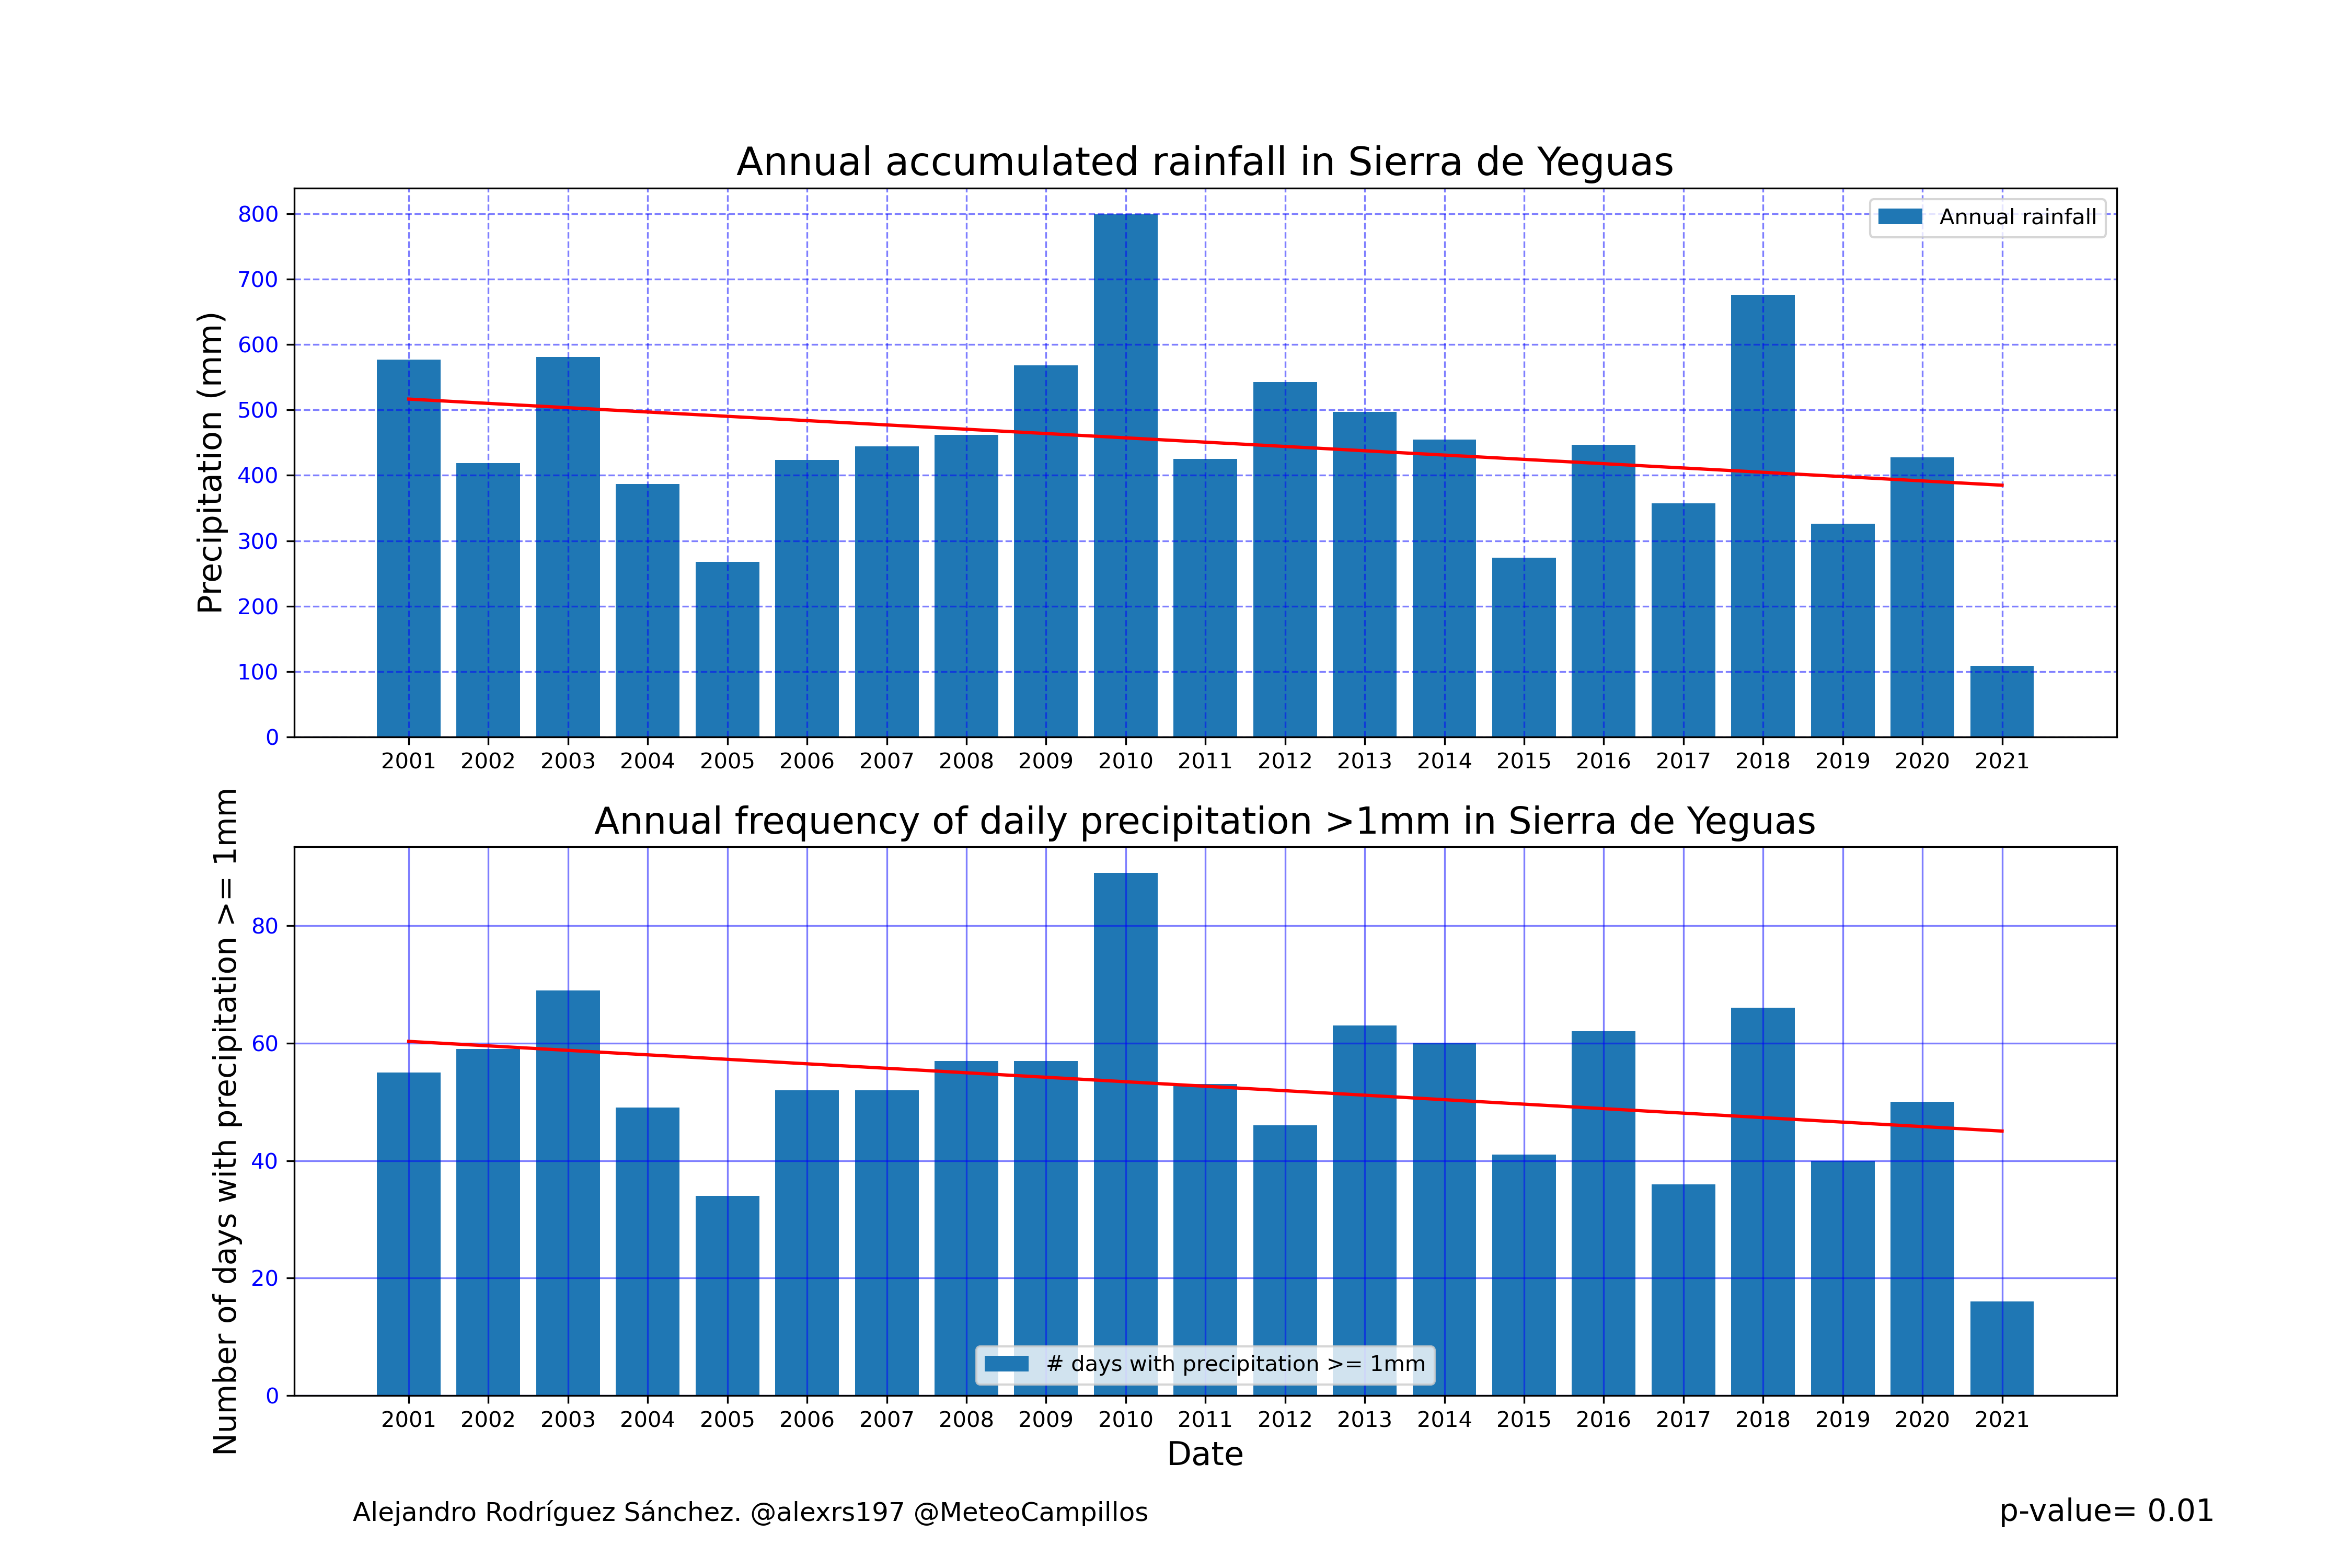 Annual accumulated rainfall in Sierra de Yeguas
Precipitation (mm)
800
700
600
500
400
300
200
100
0
Annual rainfall
2001 2002 2003 2004 2005 2006 2007 2008 2009 2010 2011 2012 2013 2014 2015 2016 2017 2018 2019 2020 2021
Annual frequency of daily precipitation >1mm in Sierra de Yeguas
Number of days with precipitation >= 1mm
80
60
40
20
0
# days with precipitation >= 1mm
2001 2002 2003 2004 2005 2006 2007 2008 2009 2010 2011 2012 2013 2014 2015 2016 2017 2018 2019 2020 2021
Date
Alejandro Rodríguez Sánchez. @alexrs197 @MeteoCampillos
p-value= 0.01